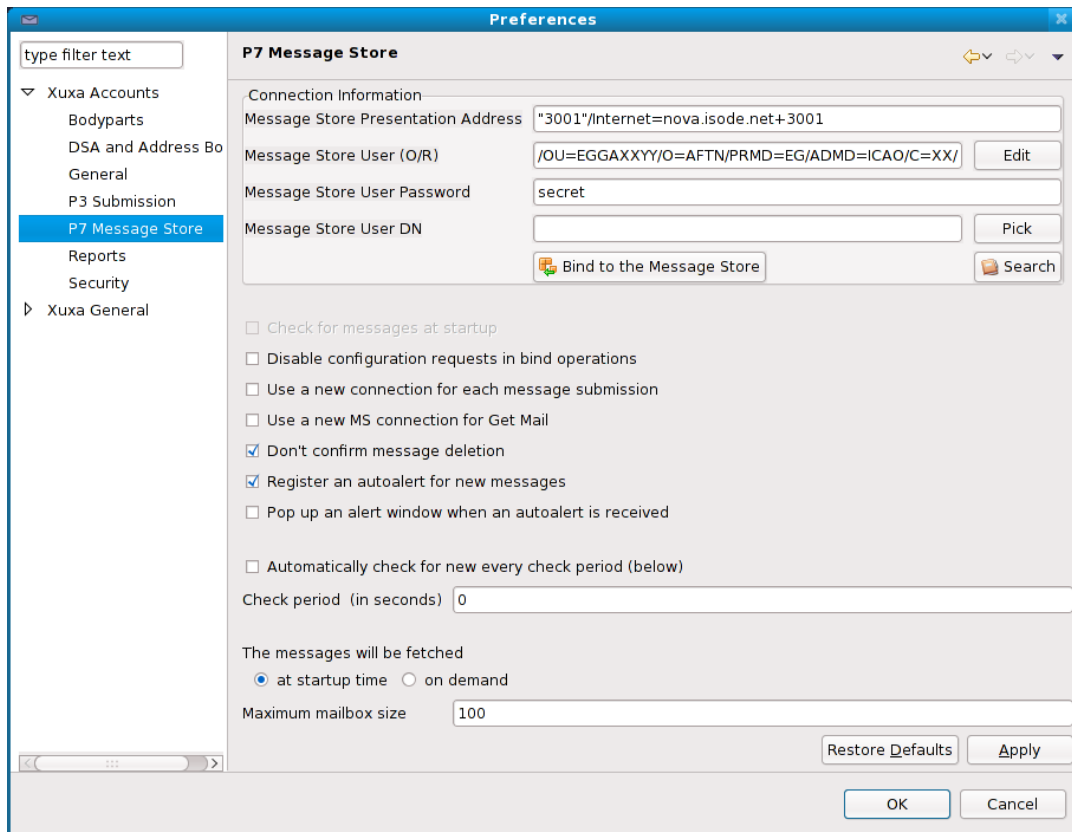 Preferences
type filter text
Xuxa Accounts
Bodyparts
DSA and Address Bo
General
P3 Submission
P7 Message Store
Reports
Security
Xuxa General
P7 Message Store
Connection Information
Message Store Presentation Address "3001"/Internet=nova.isode.net+3001
Message Store User (O/R) /OU=EGGAXXYY/O=AFTN/PRMD=EG/ADMD=ICAO/C=XX/ Edit
Message Store User Password secret
Message Store User DN Pick
Bind to the Message Store Search
Check for messages at startup
Disable configuration requests in bind operations
Use a new connection for each message submission
Use a new MS connection for Get Mail
Don't confirm message deletion
Register an autoalert for new messages
Pop up an alert window when an autoalert is received
Automatically check for new every check period (below)
Check period (in seconds) 0
The messages will be fetched
at startup time on demand
Maximum mailbox size 100
Restore Defaults Apply
OK Cancel